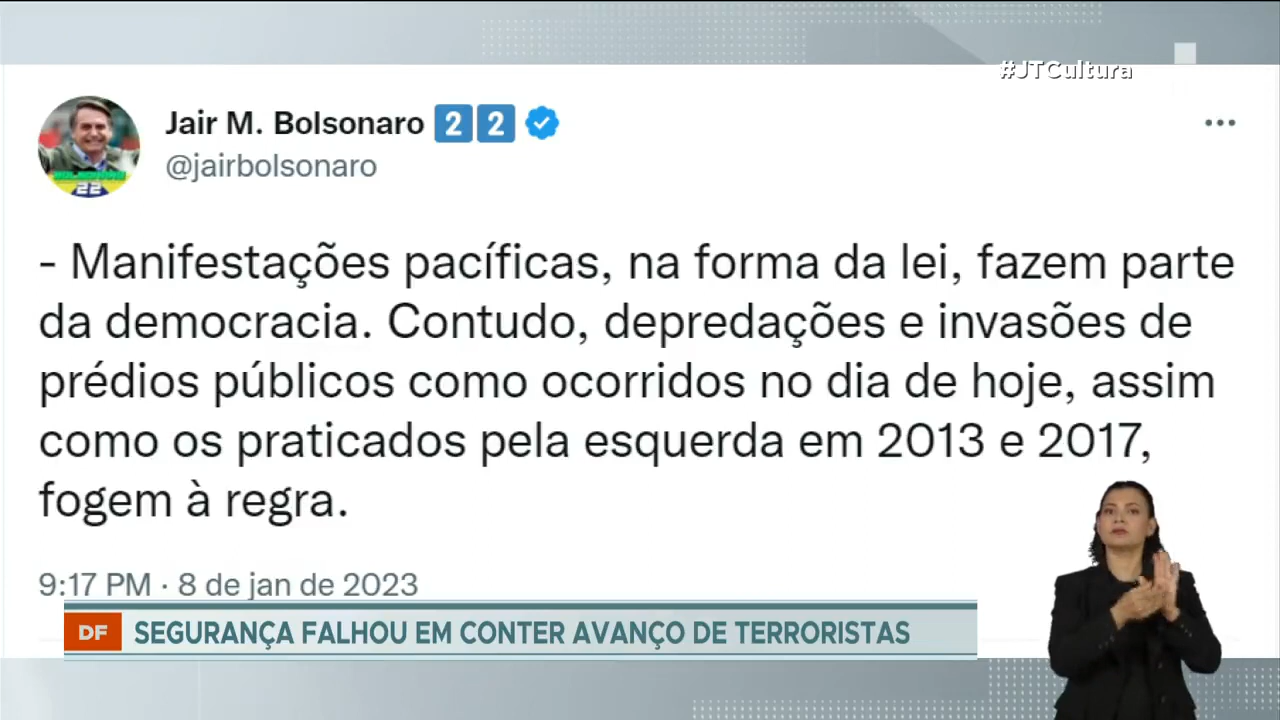 #JTCultura
Jair M. Bolsonaro 2 2
@jairbolsonaro
- Manifestações pacíficas, na forma da lei, fazem parte
da democracia. Contudo, depredações e invasões de
prédios públicos como ocorridos no dia de hoje, assim
como os praticados pela esquerda em 2013 e 2017,
fogem à regra.
9:17 PM · 8 de jan de 2023
DF SEGURANÇA FALHOU EM CONTER AVANÇO DE TERRORISTAS